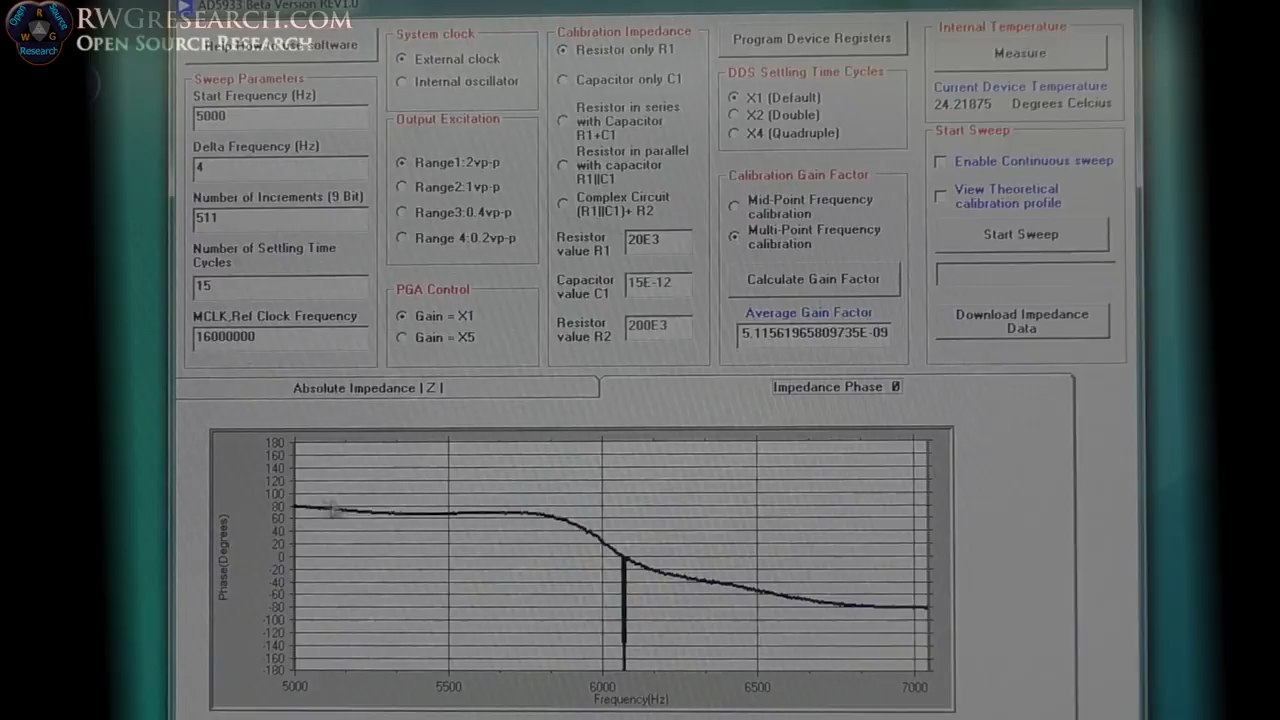 AD5933 Beta Version REV1.0
RWGRESEARCH.COM
OPEN SOURCE RESEARCH
Open Source
R
W G
Research
software
Sweep Parameters
Start Frequency (Hz)
5000
Delta Frequency (Hz)
4
Number of Increments (9 Bit)
511
Number of Settling Time
Cycles
15
MCLK,Ref Clock Frequency
16000000
System clock
External clock
Internal oscillator
Output Excitation
Range1:2vp-p
Range2:1vp-p
Range3:0.4vp-p
Range 4:0.2vp-p
PGA Control
Gain = X1
Gain = X5
Calibration Impedance
Resistor only R1
Capacitor only C1
Resistor in series
with Capacitor
R1+C1
Resistor in parallel
with capacitor
R1||C1
Complex Circuit
(R1||C1)+ R2
Resistor
value R1
20E3
Capacitor
value C1
15E-12
Resistor
value R2
200E3
Program Device Registers
DDS Settling Time Cycles
X1 (Default)
X2 (Double)
X4 (Quadruple)
Calibration Gain Factor
Mid-Point Frequency
calibration
Multi-Point Frequency
calibration
Calculate Gain Factor
Average Gain Factor
5.11561965809735E-09
Internal Temperature
Measure
Current Device Temperature
24.21875 Degrees Celcius
Start Sweep
Enable Continuous sweep
View Theoretical
calibration profile
Start Sweep
Download Impedance
Data
Absolute Impedance |Z|
Impedance Phase Ø
Phase(Degrees)
180
160
140
120
100
80
60
40
20
0
-20
-40
-60
-80
-100
-120
-140
160
-180
5000 5500 6000 6500 7000
Frequency(Hz)